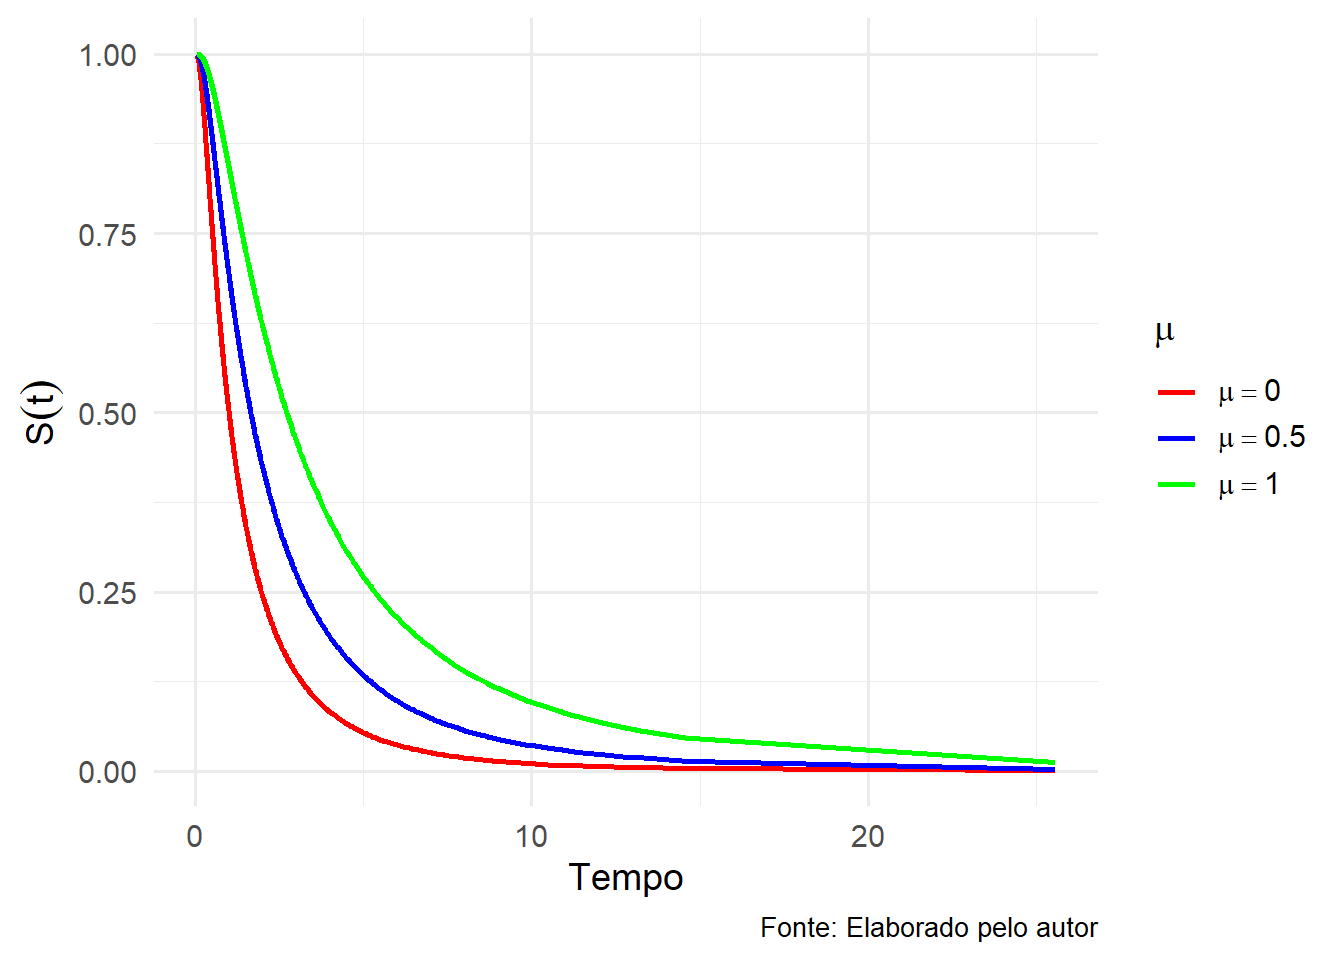 1.00
0.75
0.50
0.25
0.00
S(t)
0
10
20
Tempo
μ
μ = 0
μ = 0.5
μ = 1
Fonte: Elaborado pelo autor